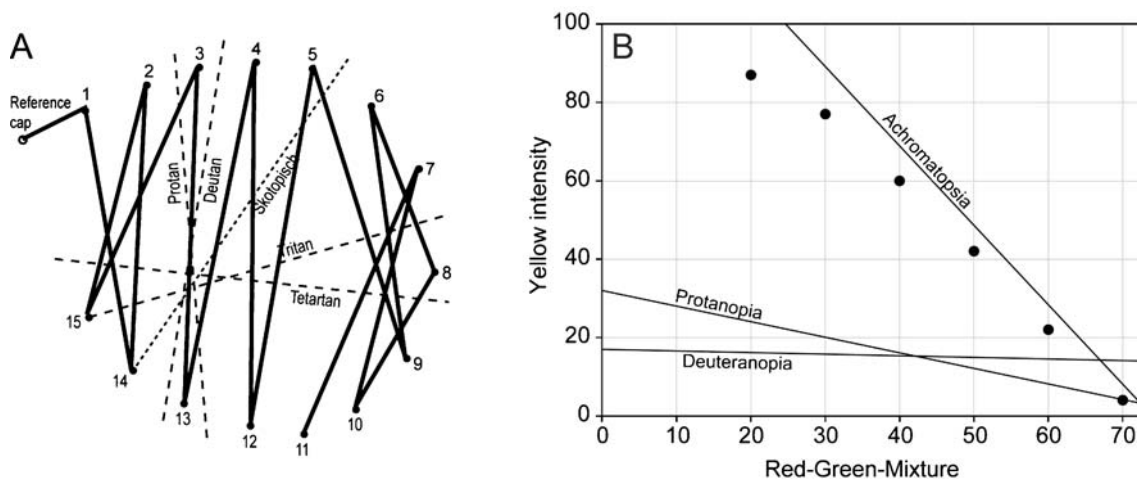 A
Reference
cap
1
2
3
4
5
6
7
8
9
10
11
12
13
14
15
Protan
Deutan
Skotopisch
Tritan
Tetartan
B
Yellow intensity
100
80
60
40
20
0
Achromatopsia
Protanopia
Deuteranopia
0 10 20 30 40 50 60 70
Red-Green-Mixture